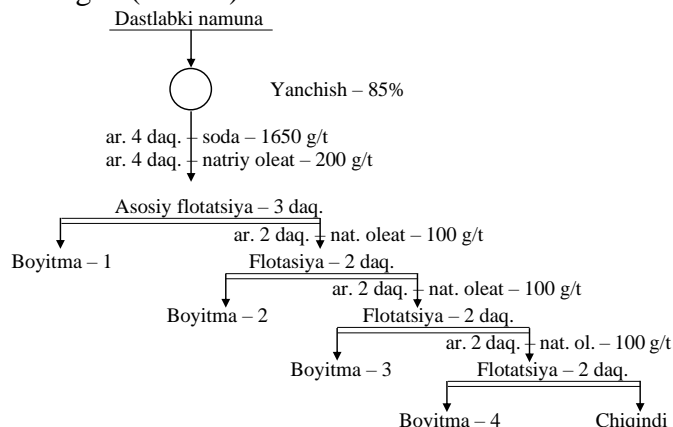 Dastlabki namuna
Yanchish – 85%
ar. 4 daq. – soda – 1650 g/t
ar. 4 daq. – natriy oleat – 200 g/t
Asosiy flotatsiya – 3 daq.
ar. 2 daq. – nat. oleat – 100 g/t
Boyitma – 1
Flotasiya – 2 daq.
ar. 2 daq. – nat. oleat – 100 g/t
Boyitma – 2
Flotatsiya – 2 daq.
ar. 2 daq. – nat. ol. – 100 g/t
Boyitma – 3
Flotatsiya – 2 daq.
Boyitma – 4
Chiqindi